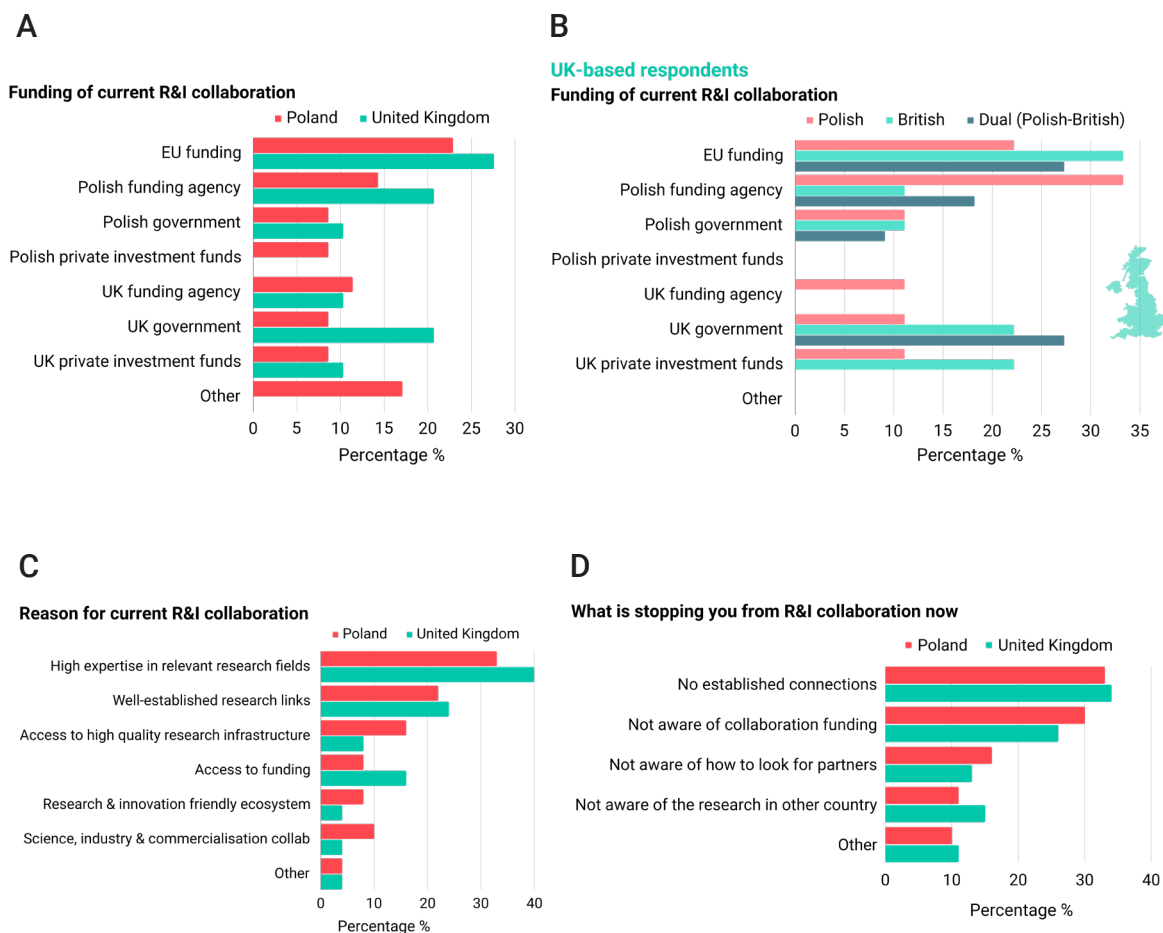 A
Funding of current R&I collaboration
Poland United Kingdom
EU funding
Polish funding agency
Polish government
Polish private investment funds
UK funding agency
UK government
UK private investment funds
Other
0 5 10 15 20 25 30
Percentage %
B
UK-based respondents
Funding of current R&I collaboration
Polish British Dual (Polish-British)
EU funding
Polish funding agency
Polish government
Polish private investment funds
UK funding agency
UK government
UK private investment funds
Other
0 5 10 15 20 25 30 35
Percentage %
C
Reason for current R&I collaboration
Poland United Kingdom
High expertise in relevant research fields
Well-established research links
Access to high quality research infrastructure
Access to funding
Research & innovation friendly ecosystem
Science, industry & commercialisation collab
Other
0 10 20 30 40
Percentage %
D
What is stopping you from R&I collaboration now
Poland United Kingdom
No established connections
Not aware of collaboration funding
Not aware of how to look for partners
Not aware of the research in other country
Other
0 10 20 30 40
Percentage %